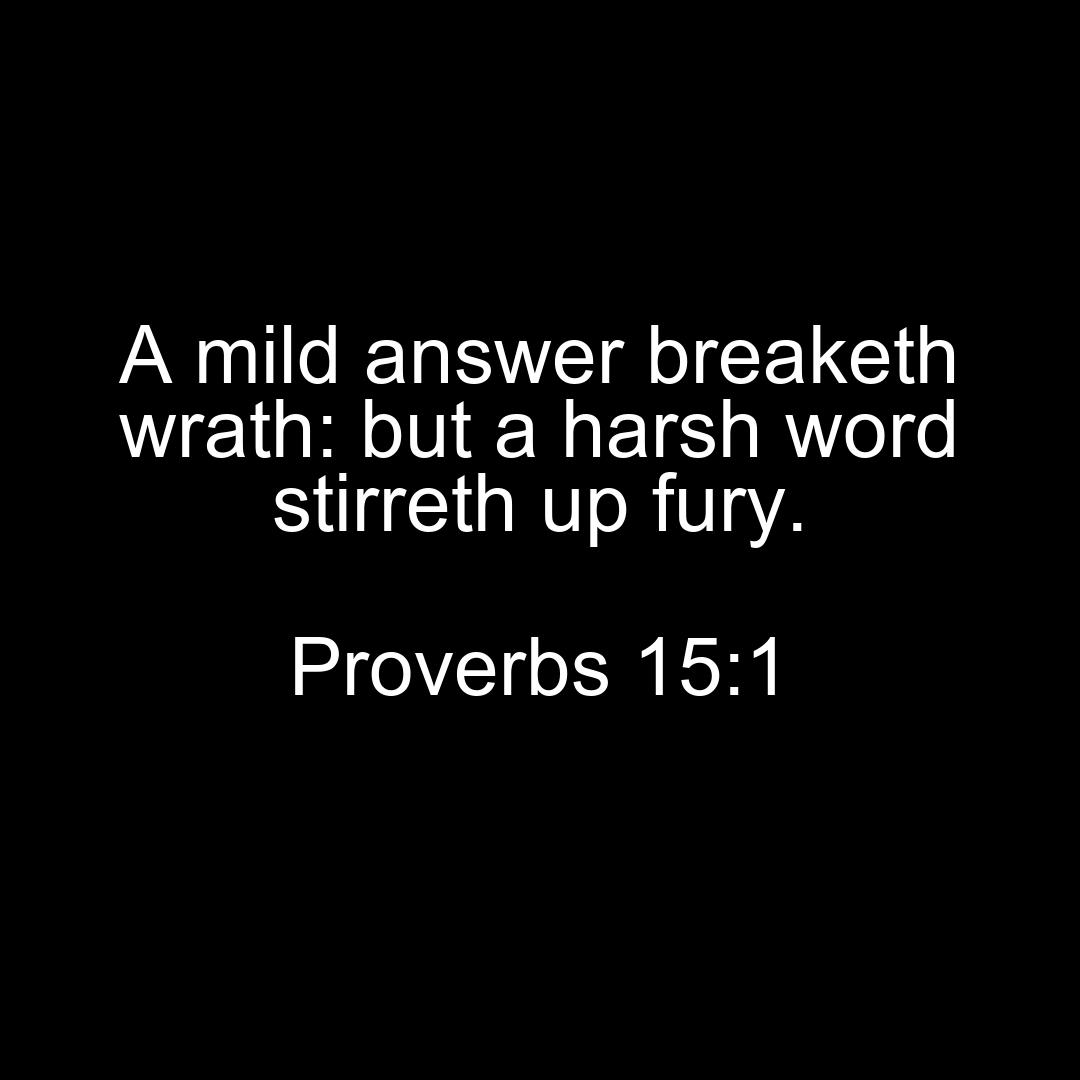 A mild answer breaketh
wrath: but a harsh word
stirreth up fury.
Proverbs 15:1